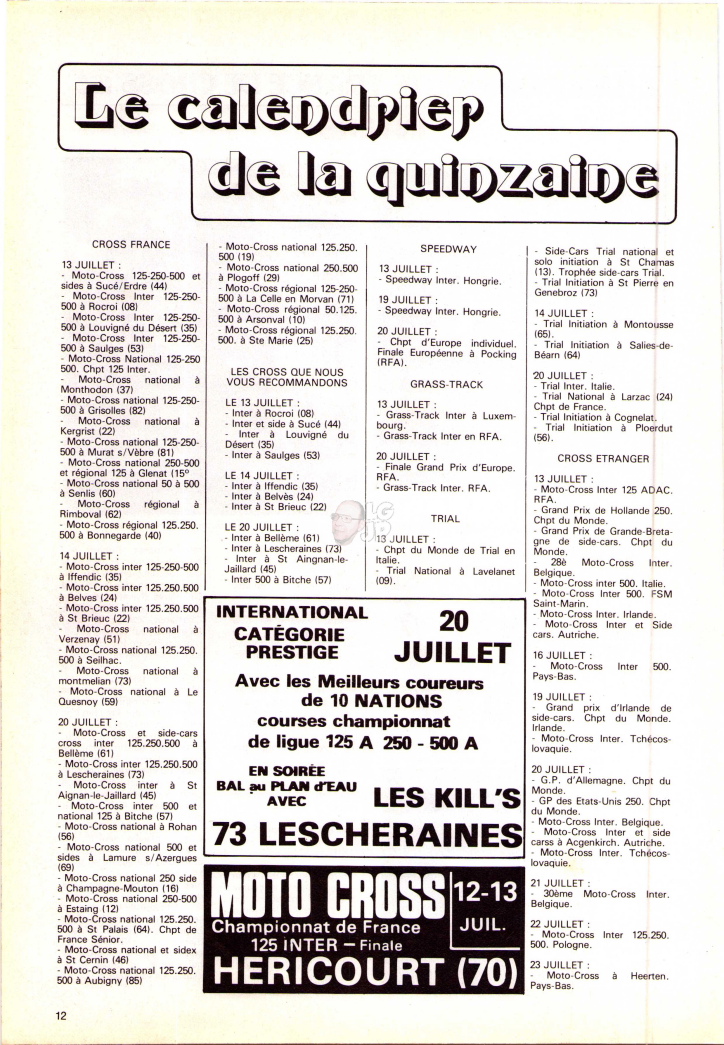 Le calendrier
de la quinzaine
CROSS FRANCE
13 JUILLET :
- Moto-Cross 125-250-500 et
sides à Sucé/Erdre (44)
- Moto-Cross Inter 125-250-
500 à Rocroi (08)
- Moto-Cross Inter 125-250-
500 à Louvigné du Désert (35)
- Moto-Cross Inter 125-250-
500 à Saulges (53)
- Moto-Cross National 125-250
500. Chpt 125 Inter.
- Moto-Cross national à
Monthodon (37)
- Moto-Cross national 125-250-
500 à Grisolles (82)
- Moto-Cross national à
Kergrist (22)
- Moto-Cross national 125-250-
500 à Murat s/Vèbre (81)
- Moto-Cross national 250-500
et régional 125 à Glenat (15°
- Moto-Cross national 50 à 500
à Senlis (60)
- Moto-Cross régional à
Rimboval (62)
- Moto-Cross régional 125.250.
500 à Bonnegarde (40)
14 JUILLET :
- Moto-Cross inter 125-250-500
à Iffendic (35)
- Moto-Cross inter 125.250.500
à Belves (24)
- Moto-Cross inter 125.250.500
à St Brieuc (22)
- Moto-Cross national à
Verzenay (51)
- Moto-Cross national 125.250.
500 à Seilhac.
- Moto-Cross national à
montmelian (73)
- Moto-Cross national à Le
Quesnoy (59)
20 JUILLET :
- Moto-Cross et side-cars
cross inter 125.250.500 à
Bellème (61)
- Moto-Cross inter 125.250.500
à Lescheraines (73)
- Moto-Cross inter à St
Aignan-le-Jaillard (45)
- Moto-Cross inter 500 et
national 125 à Bitche (57)
- Moto-Cross national à Rohan
(56)
- Moto-Cross national 500 et
sides à Lamure s/Azergues
(69)
- Moto-Cross national 250 side
à Champagne-Mouton (16)
- Moto-Cross national 250-500
à Estaing (12)
- Moto-Cross national 125.250.
500 à St Palais (64). Chpt de
France Sénior.
- Moto-Cross national et sidex
à St Cernin (46)
- Moto-Cross national 125.250.
500 à Aubigny (85)
- Moto-Cross national 125.250.
500 (19)
- Moto-Cross national 250.500
à Plogoff (29)
- Moto-Cross régional 125-250-
500 à La Celle en Morvan (71)
- Moto-Cross régional 50.125.
500 à Arsonval (10)
- Moto-Cross régional 125.250.
500. à Ste Marie (25)
LES CROSS QUE NOUS
VOUS RECOMMANDONS
LE 13 JUILLET :
- Inter à Rocroi (08)
- Inter et side à Sucé (44)
- Inter à Louvigné du
Désert (35)
- Inter à Saulges (53)
LE 14 JUILLET :
- Inter à Iffendic (35)
- Inter à Belvès (24)
- Inter à St Brieuc (22)
LE 20 JUILLET :
- Inter à Bellème (61)
- Inter à Lescheraines (73)
- Inter à St Aingnan-le-
Jaillard (45)
- Inter 500 à Bitche (57)
SPEEDWAY
13 JUILLET :
- Speedway Inter. Hongrie.
19 JUILLET :
- Speedway Inter. Hongrie.
20 JUILLET :
- Chpt d'Europe individuel.
Finale Européenne à Pocking
(RFA).
GRASS-TRACK
13 JUILLET :
- Grass-Track Inter à Luxem-
bourg.
- Grass-Track Inter en RFA.
20 JUILLET :
- Finale Grand Prix d'Europe.
RFA.
- Grass-Track Inter. RFA.
TRIAL
13 JUILLET :
- Chpt du Monde de Trial en
Italie.
- Trial National à Lavelanet
(09).
- Side-Cars Trial national et
solo initiation à St Chamas
(13). Trophée side-cars Trial.
- Trial Initiation à St Pierre en
Genebroz (73)
14 JUILLET :
- Trial Initiation à Montousse
(65).
- Trial Initiation à Salies-de-
Béarn (64)
20 JUILLET :
- Trial Inter. Italie.
- Trial National à Larzac (24)
Chpt de France.
- Trial Initiation à Cognelat.
- Trial Initiation à Ploerdut
(56).
CROSS ETRANGER
13 JUILLET :
- Moto-Cross Inter 125 ADAC.
RFA.
- Grand Prix de Hollande 250.
Chpt du Monde.
- Grand Prix de Grande-Breta-
gne de side-cars. Chpt du
Monde.
- 28è Moto-Cross Inter.
Belgique.
- Moto-Cross inter 500. Italie.
- Moto-Cross Inter 500. FSM
Saint-Marin.
- Moto-Cross Inter. Irlande.
- Moto-Cross Inter et Side
cars. Autriche.
16 JUILLET :
- Moto-Cross Inter 500.
Pays-Bas.
19 JUILLET :
- Grand prix d'Irlande de
side-cars. Chpt du Monde.
Irlande.
- Moto-Cross Inter. Tchécos-
lovaquie.
20 JUILLET :
- G.P. d'Allemagne. Chpt du
Monde.
- GP des Etats-Unis 250. Chpt
du Monde.
- Moto-Cross Inter. Belgique.
- Moto-Cross Inter et side
carss à Acgenkirch. Autriche.
- Moto-Cross Inter. Tchécos-
lovaquie.
21 JUILLET :
- 30ème Moto-Cross Inter.
Belgique.
22 JUILLET :
- Moto-Cross Inter 125.250.
500. Pologne.
23 JUILLET :
- Moto-Cross à Heerten.
Pays-Bas.
INTERNATIONAL
CATÉGORIE
PRESTIGE
20
JUILLET
Avec les Meilleurs coureurs
de 10 NATIONS
courses championnat
de ligue 125 A 250 - 500 A
EN SOIRÉE
BAL au PLAN d'EAU
AVEC
LES KILL'S
73 LESCHERAINES
MOTO CROSS
Championnat de France
125 INTER – Finale
12-13
JUIL.
HERICOURT (70)
12